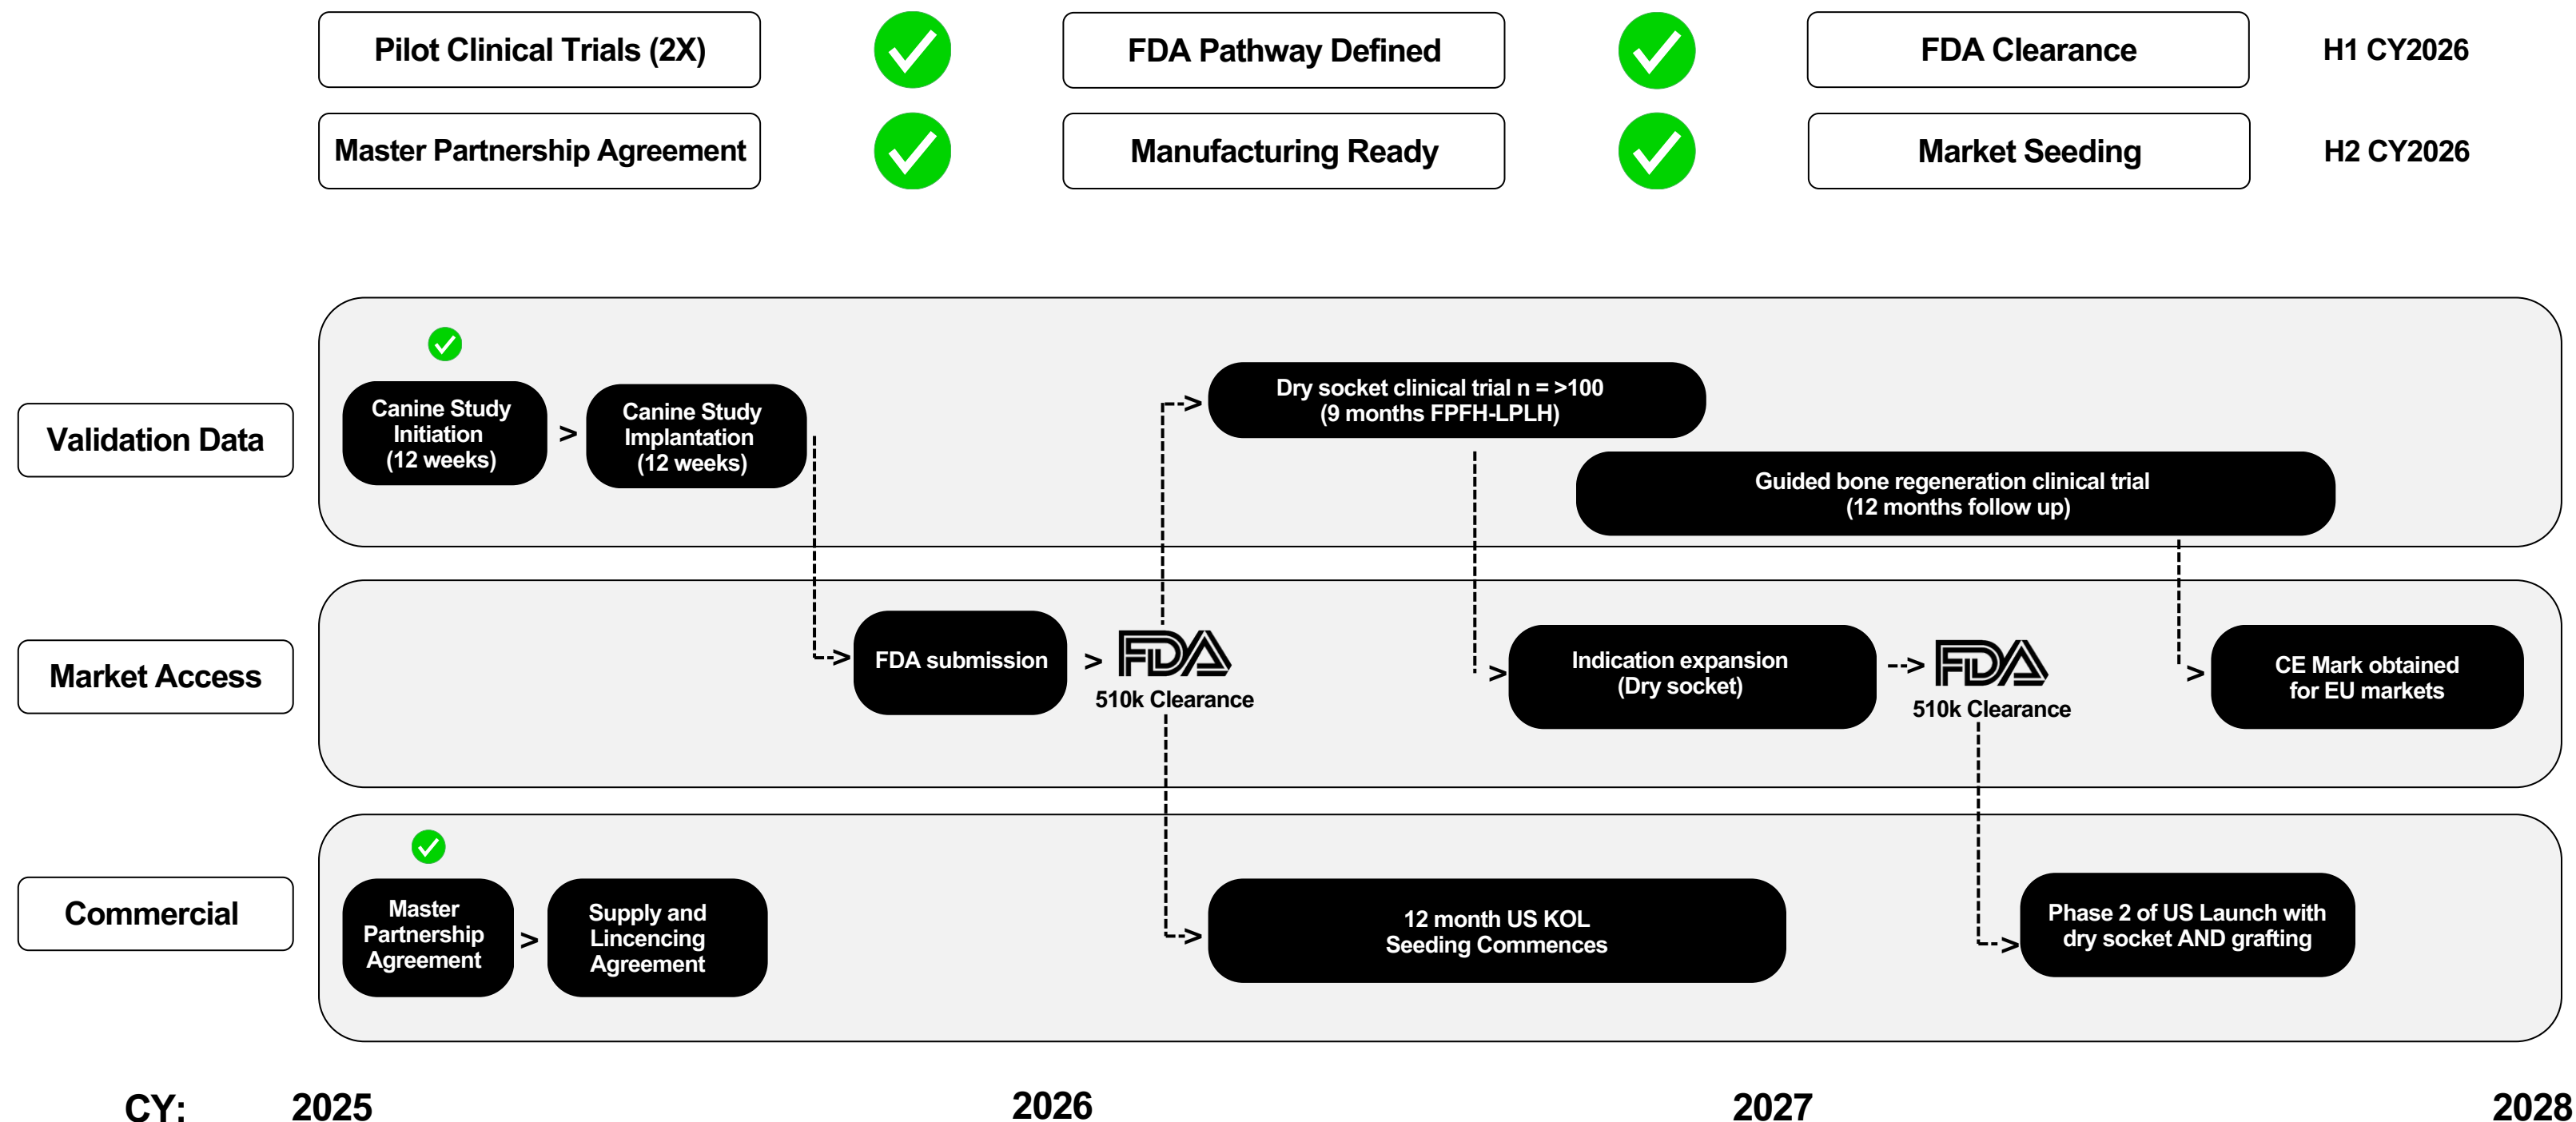 Pilot Clinical Trials (2X)
FDA Pathway Defined
FDA Clearance
H1 CY2026
Master Partnership Agreement
Manufacturing Ready
Market Seeding
H2 CY2026
Validation Data
Canine Study
Initiation
(12 weeks)
>
Canine Study
Implantation
(12 weeks)
>
Dry socket clinical trial n = >100
(9 months FPFH-LPLH)
Guided bone regeneration clinical trial
(12 months follow up)
Market Access
>
FDA submission
>
FDA
510k Clearance
>
Indication expansion
(Dry socket)
>
FDA
510k Clearance
>
CE Mark obtained
for EU markets
Commercial
Master
Partnership
Agreement
>
Supply and
Lincencing
Agreement
>
12 month US KOL
Seeding Commences
>
Phase 2 of US Launch with
dry socket AND grafting
CY:
2025
2026
2027
2028